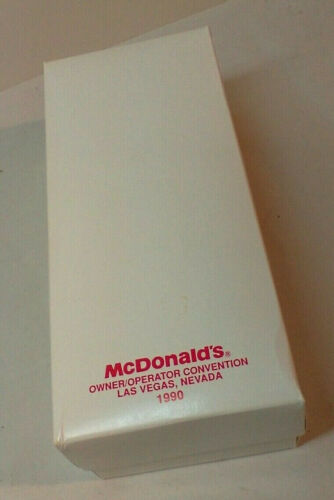 McDonald's®
OWNER/OPERATOR CONVENTION
LAS VEGAS, NEVADA
1990